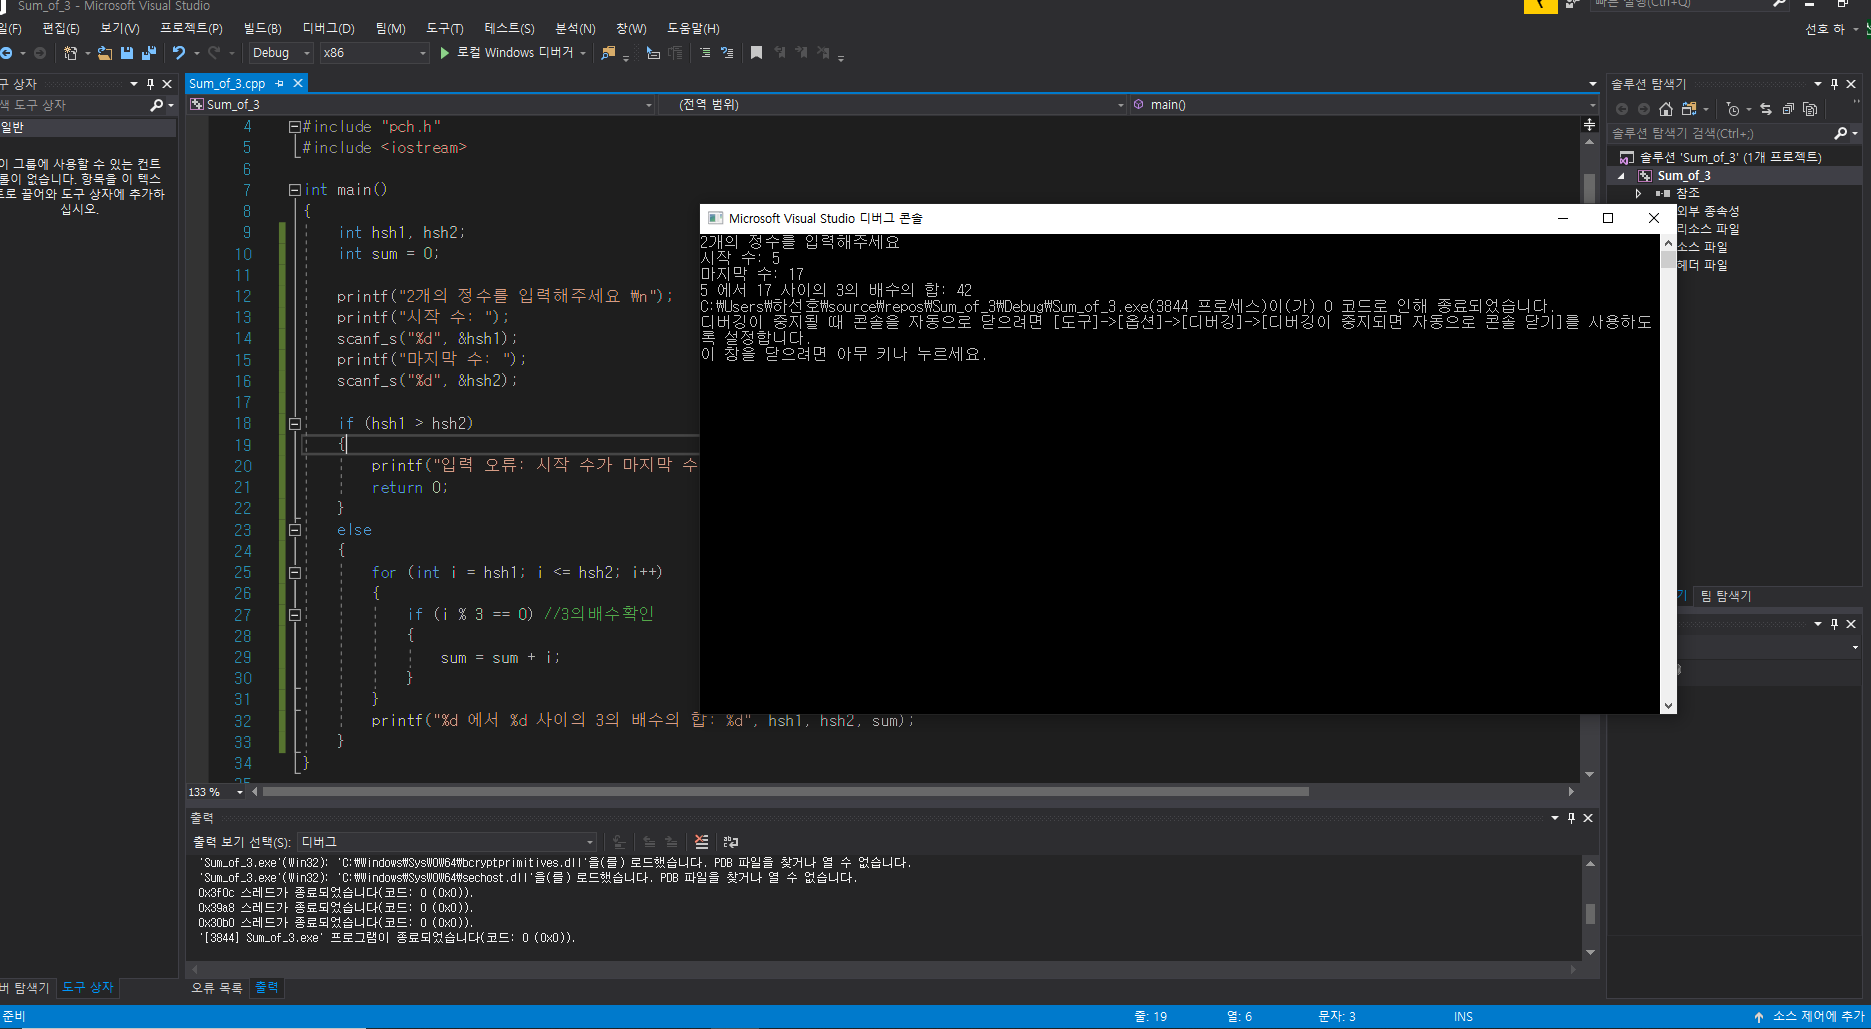 Sum_of_3 - Microsoft Visual Studio
빠른 실행(Ctrl+Q)
일(F) 편집(E) 보기(V) 프로젝트(P) 빌드(B) 디버그(D) 팀(M) 도구(T) 테스트(S) 분석(N) 창(W) 도움말(H)
선호 하
Debug x86 로컬 Windows 디버거
구 상자
색 도구 상자
일반
이 그룹에 사용할 수 있는 컨트
롤이 없습니다. 항목을 이 텍스
트로 끌어와 도구 상자에 추가하
십시오.
Sum_of_3.cpp
Sum_of_3 (전역 범위) main()
4 #include "pch.h"
5 #include <iostream>
6
7 int main()
8 {
9 int hsh1, hsh2;
10 int sum = 0;
11
12 printf("2개의 정수를 입력해주세요 ₩n");
13 printf("시작 수: ");
14 scanf_s("%d", &hsh1);
15 printf("마지막 수: ");
16 scanf_s("%d", &hsh2);
17
18 if (hsh1 > hsh2)
19 {
20 printf("입력 오류: 시작 수가 마지막 수
21 return 0;
22 }
23 else
24 {
25 for (int i = hsh1; i <= hsh2; i++)
26 {
27 if (i % 3 == 0) //3의배수확인
28 {
29 sum = sum + i;
30 }
31 }
32 printf("%d 에서 %d 사이의 3의 배수의 합: %d", hsh1, hsh2, sum);
33 }
34 }
35
133 %
Microsoft Visual Studio 디버그 콘솔
2개의 정수를 입력해주세요
시작 수: 5
마지막 수: 17
5 에서 17 사이의 3의 배수의 합: 42
C:₩Users₩하선호₩source₩repos₩Sum_of_3₩Debug₩Sum_of_3.exe(3844 프로세스)이(가) 0 코드로 인해 종료되었습니다.
디버깅이 중지될 때 콘솔을 자동으로 닫으려면 [도구]->[옵션]->[디버깅]->[디버깅이 중지되면 자동으로 콘솔 닫기]를 사용하도
록 설정합니다.
이 창을 닫으려면 아무 키나 누르세요.
솔루션 탐색기
솔루션 탐색기 검색(Ctrl+;)
솔루션 'Sum_of_3' (1개 프로젝트)
Sum_of_3
참조
외부 종속성
리소스 파일
소스 파일
헤더 파일
기 팀 탐색기
출력
출력 보기 선택(S): 디버그
'Sum_of_3.exe'(Win32): 'C:₩Windows₩SysWOW64₩bcryptprimitives.dll'을(를) 로드했습니다. PDB 파일을 찾거나 열 수 없습니다.
'Sum_of_3.exe'(Win32): 'C:₩Windows₩SysWOW64₩sechost.dll'을(를) 로드했습니다. PDB 파일을 찾거나 열 수 없습니다.
0x3f0c 스레드가 종료되었습니다(코드: 0 (0x0)).
0x39a8 스레드가 종료되었습니다(코드: 0 (0x0)).
0x30b0 스레드가 종료되었습니다(코드: 0 (0x0)).
'[3844] Sum_of_3.exe' 프로그램이 종료되었습니다(코드: 0 (0x0)).
버 탐색기 도구 상자 오류 목록 출력
준비 줄: 19 열: 6 문자: 3 INS 소스 제어에 추가